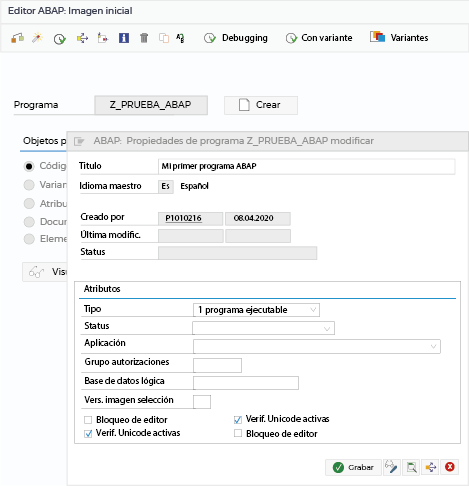 Editor ABAP: Imagen inicial
Debugging Con variante Variantes
Programa Z_PRUEBA_ABAP Crear
Objetos p
ABAP: Propiedades de programa Z_PRUEBA_ABAP modificar
Códig
Titulo Mi primer programa ABAP
Varian
Idioma maestro Es Español
Atribu
Creado por P1010216 08.04.2020
Docur
Última modific.
Eleme
Status
Visu
Atributos
Tipo 1 programa ejecutable
Status
Aplicación
Grupo autorizaciones
Base de datos lógica
Vers. imagen selección
Bloqueo de editor Verif. Unicode activas
Verif. Unicode activas Bloqueo de editor
Grabar